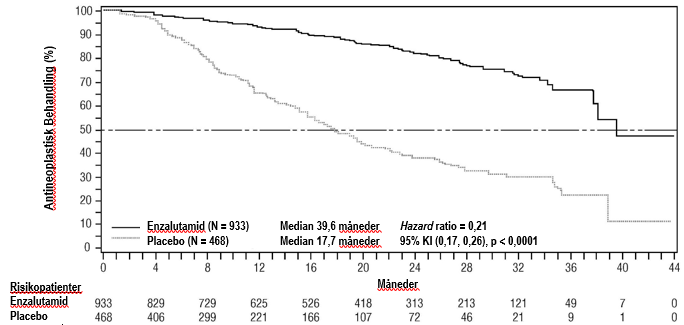 Antineoplastisk Behandling (%)
100
90
80
70
60
50
40
30
20
10
0
Enzalutamid (N = 933) Median 39,6 måneder Hazard ratio = 0,21
Placebo (N = 468) Median 17,7 måneder 95% KI (0,17, 0,26), p < 0,0001
0 4 8 12 16 20 24 28 32 36 40 44
Måneder
Risikopatienter
Enzalutamid 933 829 729 625 526 418 313 213 121 49 7 0
Placebo 468 406 299 221 166 107 72 46 21 9 1 0